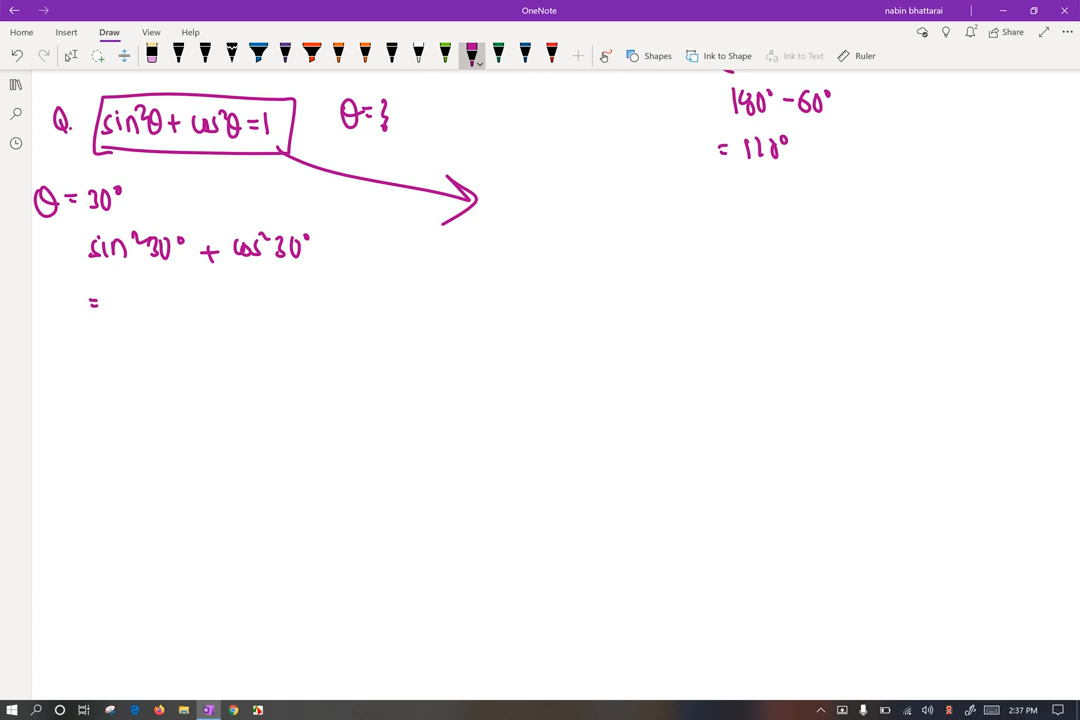 OneNote
nabin bhattarai
Home Insert Draw View Help
Share
Shapes Ink to Shape Ink to Text Ruler
Q. sin²θ + cos²θ = 1 θ = }
180° - 60°
= 120°
θ = 30°
sin²30° + cos²30°
=
2:37 PM